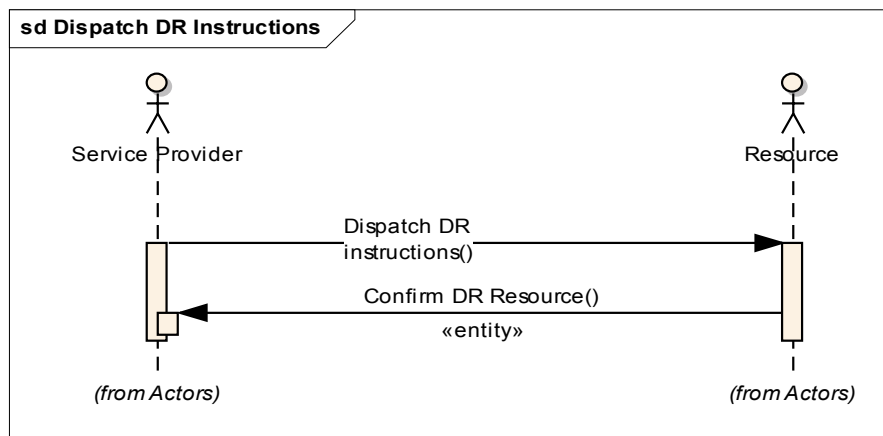 sd Dispatch DR Instructions
Service Provider
Resource
Dispatch DR
instructions()
Confirm DR Resource()
«entity»
(from Actors)
(from Actors)